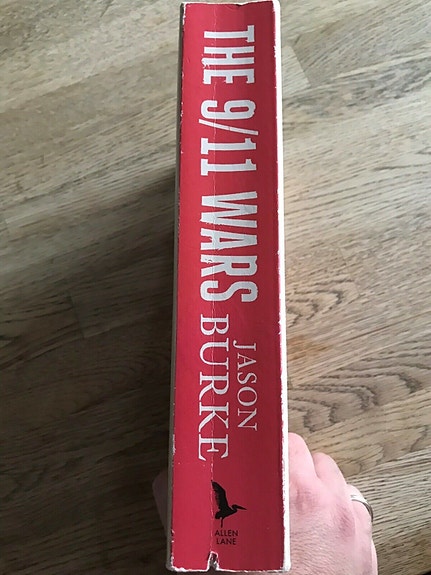 THE 9/11 WARS
JASON
BURKE
ALLEN
LANE